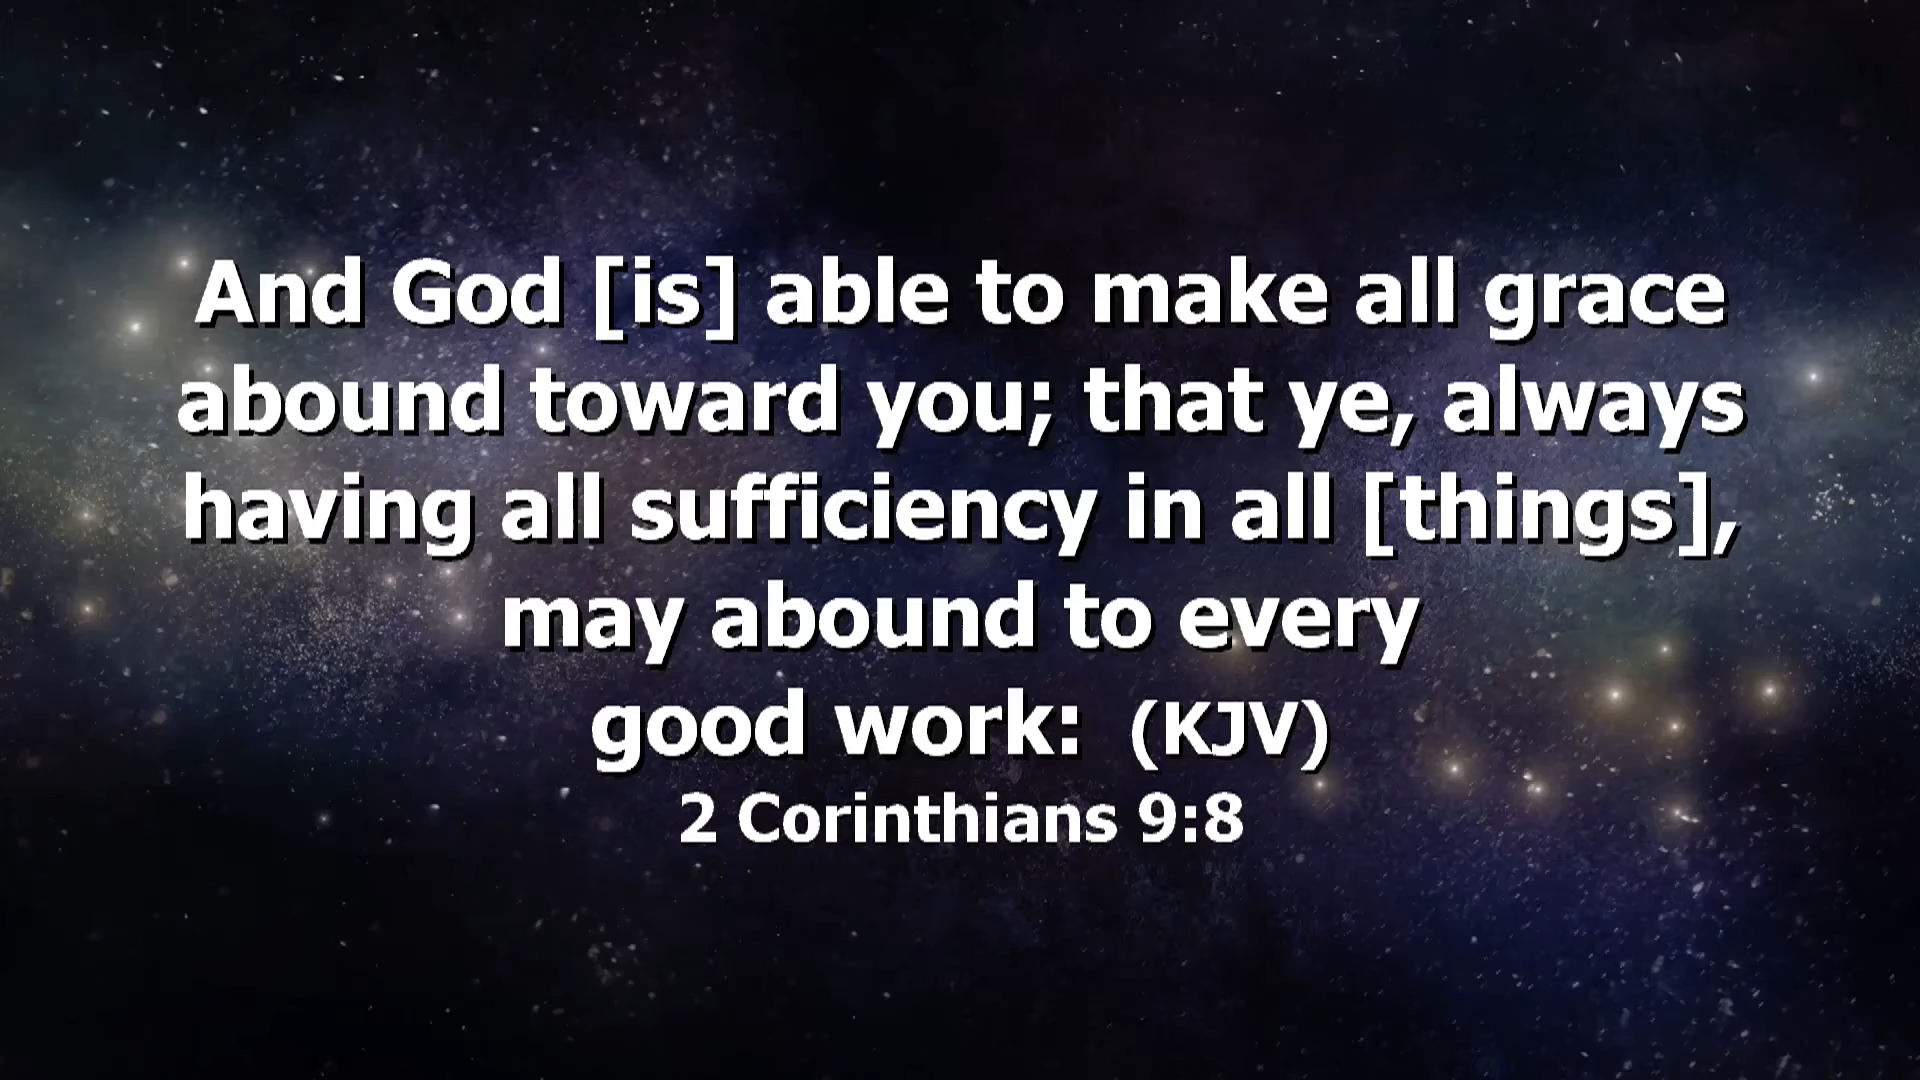 And God [is] able to make all grace
abound toward you; that ye, always
having all sufficiency in all [things],
may abound to every
good work:  (KJV)
2 Corinthians 9:8